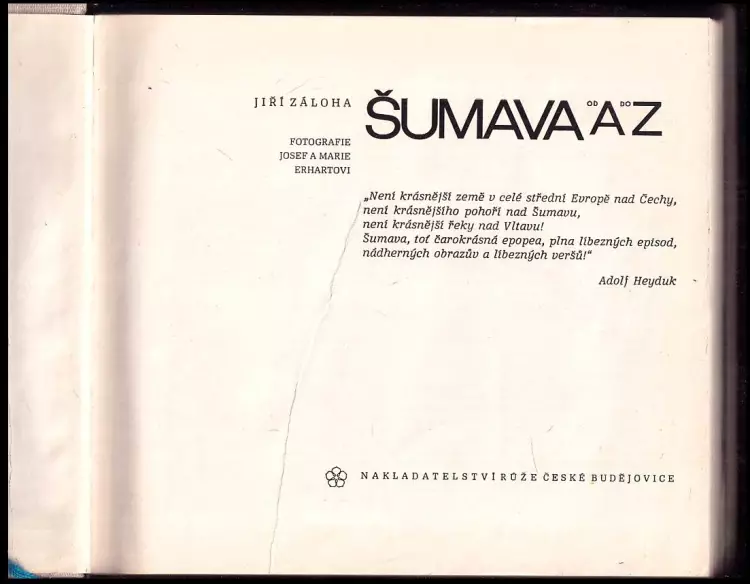 JIŘÍ ZÁLOHA
ŠUMAVA OD A DO Z
FOTOGRAFIE
JOSEF A MARIE
ERHARTOVI
„Není krásnější země v celé střední Evropě nad Čechy,
není krásnějšího pohoří nad Šumavu,
není krásnější řeky nad Vltavu!
Šumava, toť čarokrásná epopea, plna líbezných episod,
nádherných obrazův a líbezných veršů!“
Adolf Heyduk
NAKLADATELSTVÍ RŮŽE ČESKÉ BUDĚJOVICE